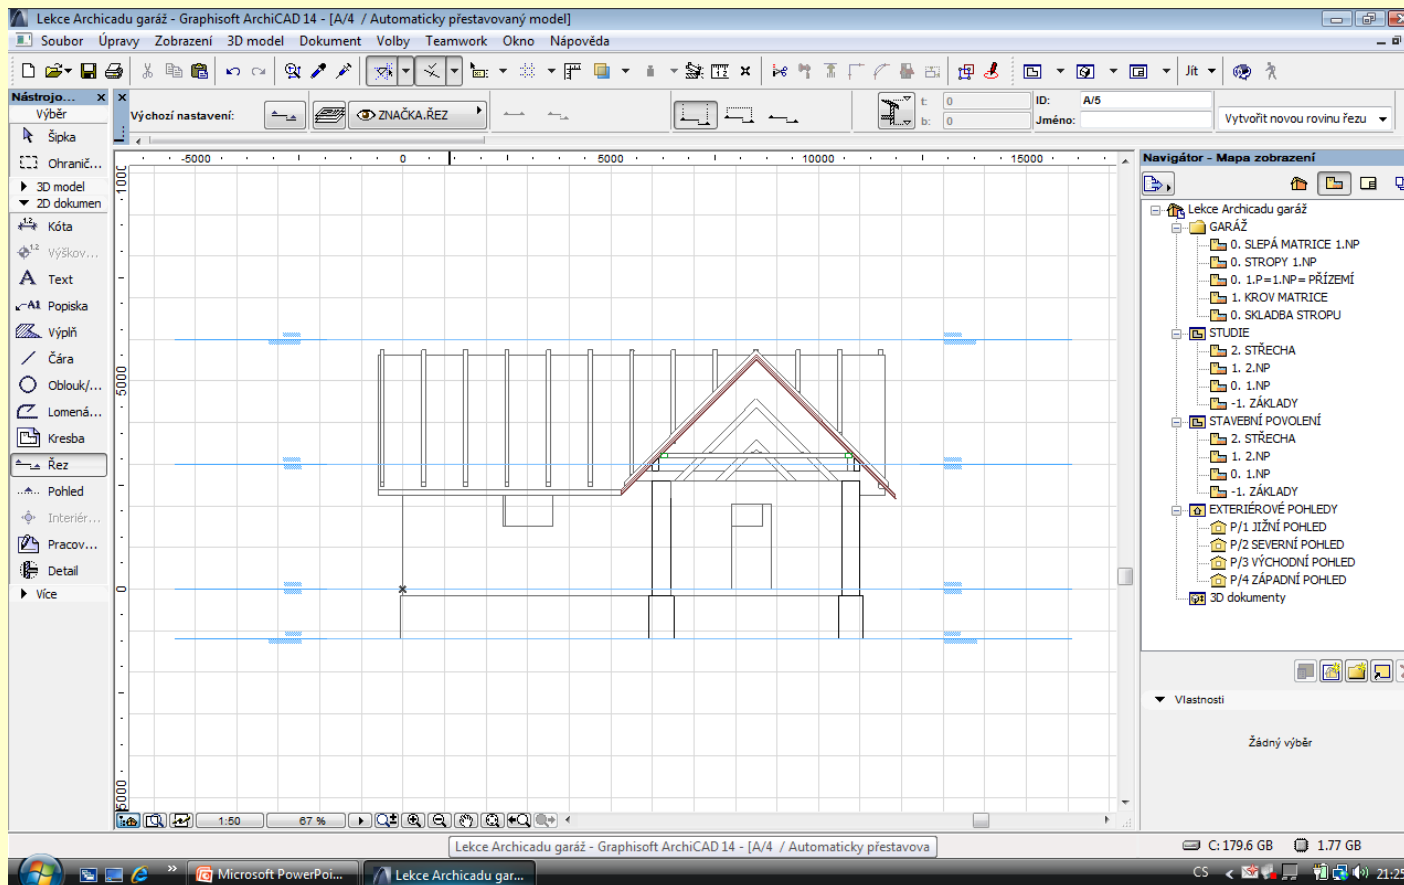 Lekce Archicadu garáž - Graphisoft ArchiCAD 14 - [A/4 / Automaticky přestavovaný model]
Soubor Úpravy Zobrazení 3D model Dokument Volby Teamwork Okno Nápověda
Jít
Nástrojo...
Výběr
Šipka
Ohranič...
3D model
2D dokumen
Kóta
Výškov...
Text
Popiska
Výplň
Čára
Oblouk/...
Lomená...
Kresba
Řez
Pohled
Interiér...
Pracov...
Detail
Více
Výchozí nastavení:
ZNAČKA.ŘEZ
t: 0
b: 0
ID: A/5
Jméno:
Vytvořit novou rovinu řezu
-5000 0 5000 10000 15000
1000
5000
0
5000
Navigátor - Mapa zobrazení
Lekce Archicadu garáž
GARÁŽ
0. SLEPÁ MATRICE 1.NP
0. STROPY 1.NP
0. 1.P=1.NP= PŘÍZEMÍ
1. KROV MATRICE
0. SKLADBA STROPU
STUDIE
2. STŘECHA
1. 2.NP
0. 1.NP
-1. ZÁKLADY
STAVEBNÍ POVOLENÍ
2. STŘECHA
1. 2.NP
0. 1.NP
-1. ZÁKLADY
EXTERIÉROVÉ POHLEDY
P/1 JIŽNÍ POHLED
P/2 SEVERNÍ POHLED
P/3 VÝCHODNÍ POHLED
P/4 ZÁPADNÍ POHLED
3D dokumenty
Vlastnosti
Žádný výběr
1:50 67 %
Lekce Archicadu garáž - Graphisoft ArchiCAD 14 - [A/4 / Automaticky přestavova
C: 179.6 GB 1.77 GB
Microsoft PowerPoi... Lekce Archicadu gar... CS 21:25